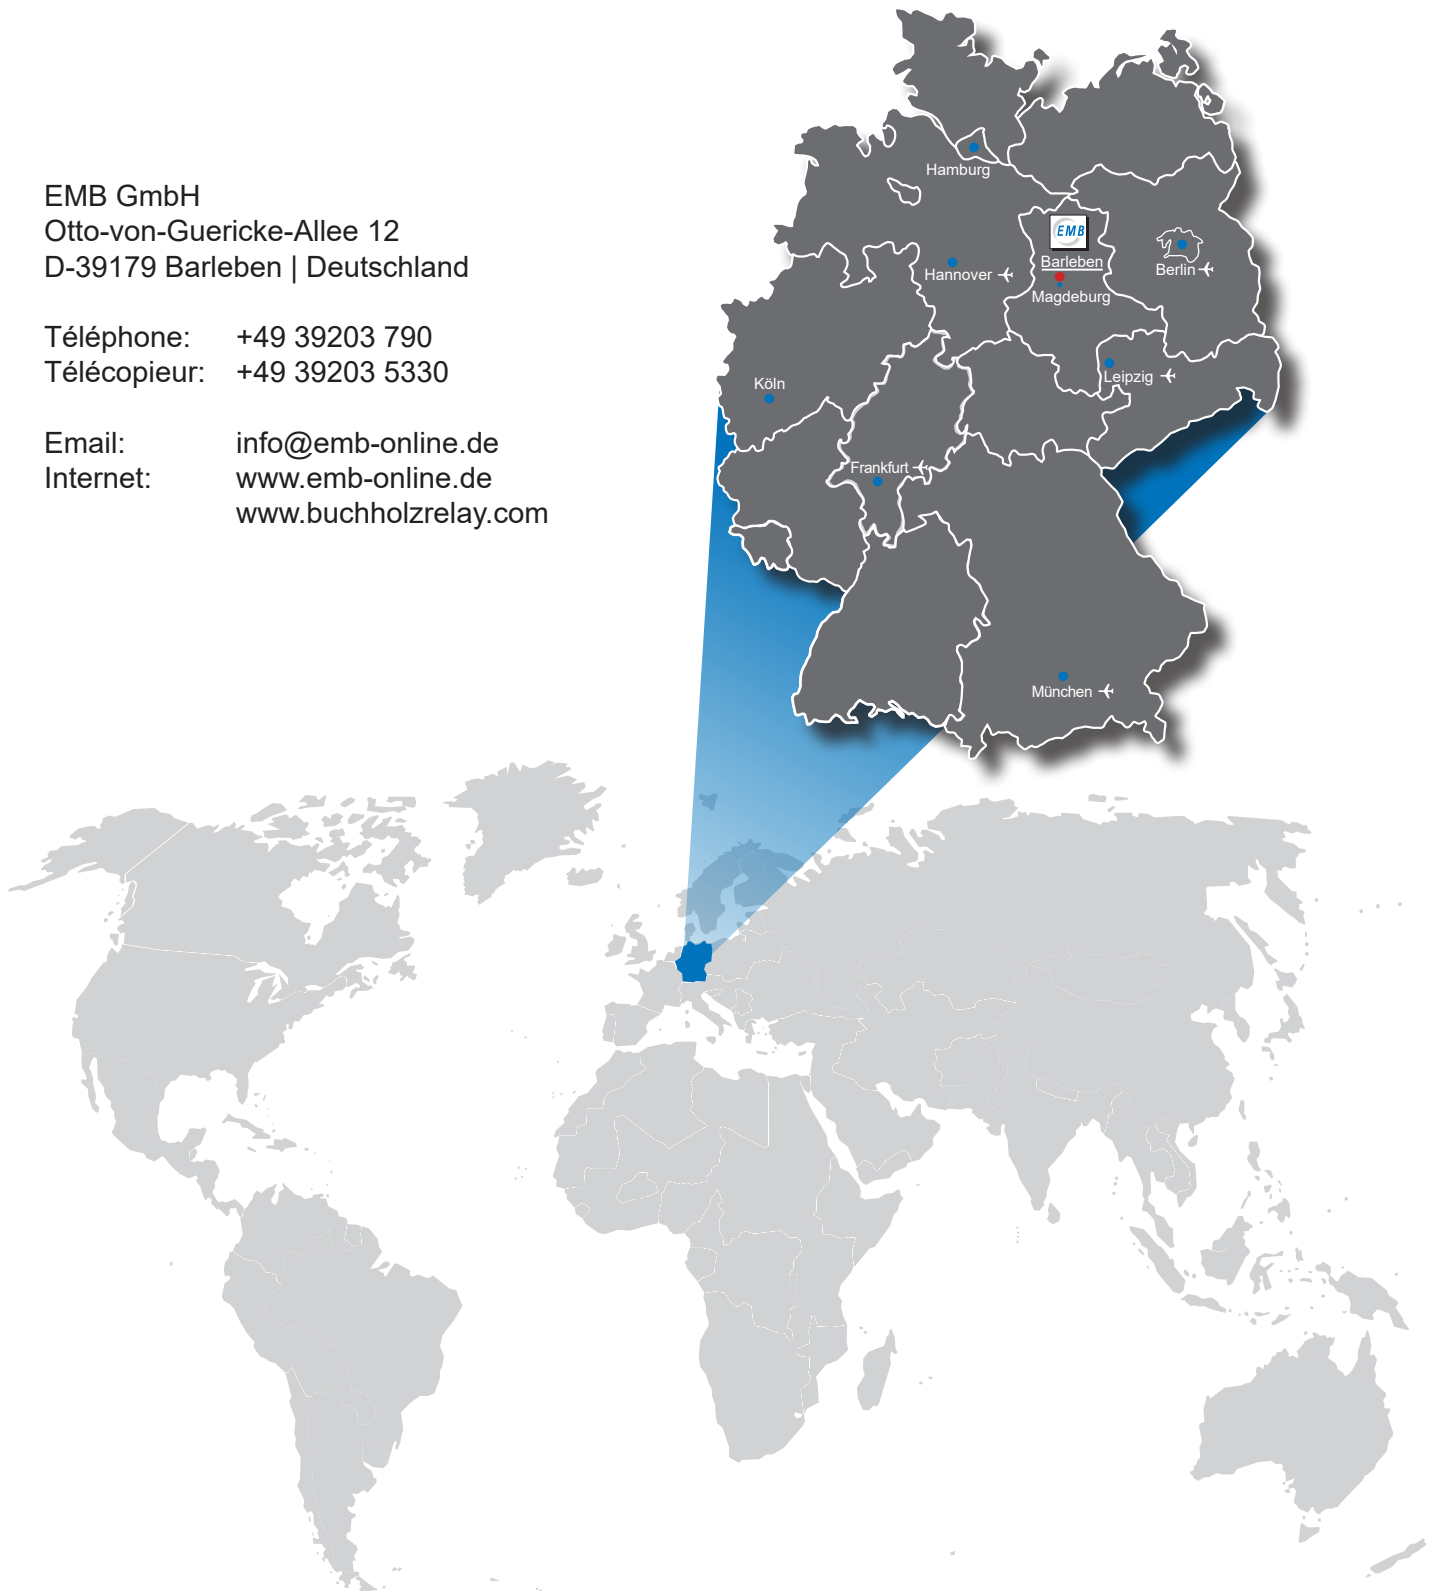 EMB GmbH
Otto-von-Guericke-Allee 12
D-39179 Barleben | Deutschland
Téléphone: +49 39203 790
Télécopieur: +49 39203 5330
Email: info@emb-online.de
Internet: www.emb-online.de
www.buchholzrelay.com
Hamburg
EMB
Barleben
Hannover
Berlin
Magdeburg
Leipzig
Köln
Frankfurt
München